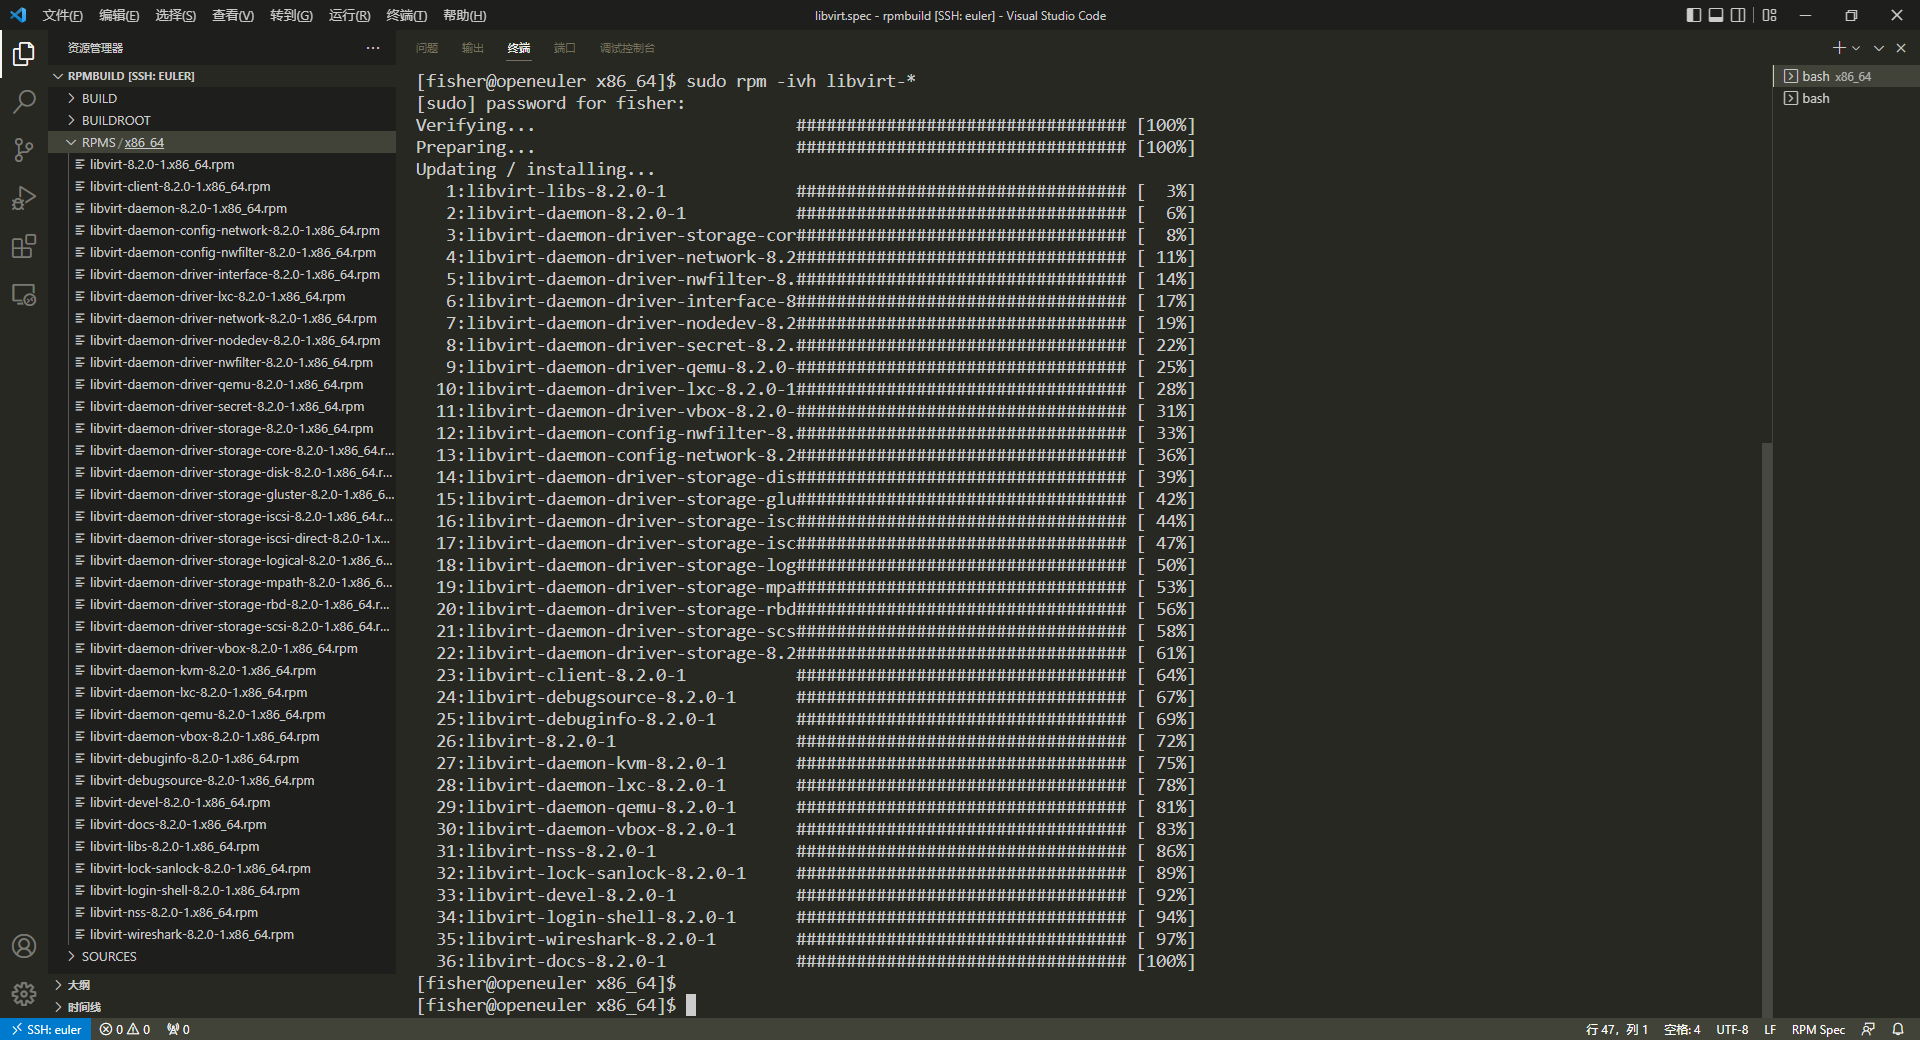 文件(F) 编辑(E) 选择(S) 查看(V) 转到(G) 运行(R) 终端(T) 帮助(H)
libvirt.spec - rpmbuild [SSH: euler] - Visual Studio Code
资源管理器
RPMBUILD [SSH: EULER]
BUILD
BUILDROOT
RPMS / x86_64
libvirt-8.2.0-1.x86_64.rpm
libvirt-client-8.2.0-1.x86_64.rpm
libvirt-daemon-8.2.0-1.x86_64.rpm
libvirt-daemon-config-network-8.2.0-1.x86_64.rpm
libvirt-daemon-config-nwfilter-8.2.0-1.x86_64.rpm
libvirt-daemon-driver-interface-8.2.0-1.x86_64.rpm
libvirt-daemon-driver-lxc-8.2.0-1.x86_64.rpm
libvirt-daemon-driver-network-8.2.0-1.x86_64.rpm
libvirt-daemon-driver-nodedev-8.2.0-1.x86_64.rpm
libvirt-daemon-driver-nwfilter-8.2.0-1.x86_64.rpm
libvirt-daemon-driver-qemu-8.2.0-1.x86_64.rpm
libvirt-daemon-driver-secret-8.2.0-1.x86_64.rpm
libvirt-daemon-driver-storage-8.2.0-1.x86_64.rpm
libvirt-daemon-driver-storage-core-8.2.0-1.x86_64.r...
libvirt-daemon-driver-storage-disk-8.2.0-1.x86_64.r...
libvirt-daemon-driver-storage-gluster-8.2.0-1.x86_6...
libvirt-daemon-driver-storage-iscsi-8.2.0-1.x86_64.r...
libvirt-daemon-driver-storage-iscsi-direct-8.2.0-1.x...
libvirt-daemon-driver-storage-logical-8.2.0-1.x86_6...
libvirt-daemon-driver-storage-mpath-8.2.0-1.x86_6...
libvirt-daemon-driver-storage-rbd-8.2.0-1.x86_64.r...
libvirt-daemon-driver-storage-scsi-8.2.0-1.x86_64.r...
libvirt-daemon-driver-vbox-8.2.0-1.x86_64.rpm
libvirt-daemon-kvm-8.2.0-1.x86_64.rpm
libvirt-daemon-lxc-8.2.0-1.x86_64.rpm
libvirt-daemon-qemu-8.2.0-1.x86_64.rpm
libvirt-daemon-vbox-8.2.0-1.x86_64.rpm
libvirt-debuginfo-8.2.0-1.x86_64.rpm
libvirt-debugsource-8.2.0-1.x86_64.rpm
libvirt-devel-8.2.0-1.x86_64.rpm
libvirt-docs-8.2.0-1.x86_64.rpm
libvirt-libs-8.2.0-1.x86_64.rpm
libvirt-lock-sanlock-8.2.0-1.x86_64.rpm
libvirt-login-shell-8.2.0-1.x86_64.rpm
libvirt-nss-8.2.0-1.x86_64.rpm
libvirt-wireshark-8.2.0-1.x86_64.rpm
SOURCES
大纲
时间线
问题 输出 终端 端口 调试控制台
[fisher@openeuler x86_64]$ sudo rpm -ivh libvirt-*
[sudo] password for fisher:
Verifying... ################################# [100%]
Preparing... ################################# [100%]
Updating / installing...
1:libvirt-libs-8.2.0-1 ################################# [ 3%]
2:libvirt-daemon-8.2.0-1 ################################# [ 6%]
3:libvirt-daemon-driver-storage-cor################################# [ 8%]
4:libvirt-daemon-driver-network-8.2################################# [ 11%]
5:libvirt-daemon-driver-nwfilter-8.################################# [ 14%]
6:libvirt-daemon-driver-interface-8################################# [ 17%]
7:libvirt-daemon-driver-nodedev-8.2################################# [ 19%]
8:libvirt-daemon-driver-secret-8.2.################################# [ 22%]
9:libvirt-daemon-driver-qemu-8.2.0-################################# [ 25%]
10:libvirt-daemon-driver-lxc-8.2.0-1################################# [ 28%]
11:libvirt-daemon-driver-vbox-8.2.0-################################# [ 31%]
12:libvirt-daemon-config-nwfilter-8.################################# [ 33%]
13:libvirt-daemon-config-network-8.2################################# [ 36%]
14:libvirt-daemon-driver-storage-dis################################# [ 39%]
15:libvirt-daemon-driver-storage-glu################################# [ 42%]
16:libvirt-daemon-driver-storage-isc################################# [ 44%]
17:libvirt-daemon-driver-storage-isc################################# [ 47%]
18:libvirt-daemon-driver-storage-log################################# [ 50%]
19:libvirt-daemon-driver-storage-mpa################################# [ 53%]
20:libvirt-daemon-driver-storage-rbd################################# [ 56%]
21:libvirt-daemon-driver-storage-scs################################# [ 58%]
22:libvirt-daemon-driver-storage-8.2################################# [ 61%]
23:libvirt-client-8.2.0-1 ################################# [ 64%]
24:libvirt-debugsource-8.2.0-1 ################################# [ 67%]
25:libvirt-debuginfo-8.2.0-1 ################################# [ 69%]
26:libvirt-8.2.0-1 ################################# [ 72%]
27:libvirt-daemon-kvm-8.2.0-1 ################################# [ 75%]
28:libvirt-daemon-lxc-8.2.0-1 ################################# [ 78%]
29:libvirt-daemon-qemu-8.2.0-1 ################################# [ 81%]
30:libvirt-daemon-vbox-8.2.0-1 ################################# [ 83%]
31:libvirt-nss-8.2.0-1 ################################# [ 86%]
32:libvirt-lock-sanlock-8.2.0-1 ################################# [ 89%]
33:libvirt-devel-8.2.0-1 ################################# [ 92%]
34:libvirt-login-shell-8.2.0-1 ################################# [ 94%]
35:libvirt-wireshark-8.2.0-1 ################################# [ 97%]
36:libvirt-docs-8.2.0-1 ################################# [100%]
[fisher@openeuler x86_64]$
[fisher@openeuler x86_64]$
bash x86_64
bash
SSH: euler 0 0 0
行 47，列 1 空格: 4 UTF-8 LF RPM Spec